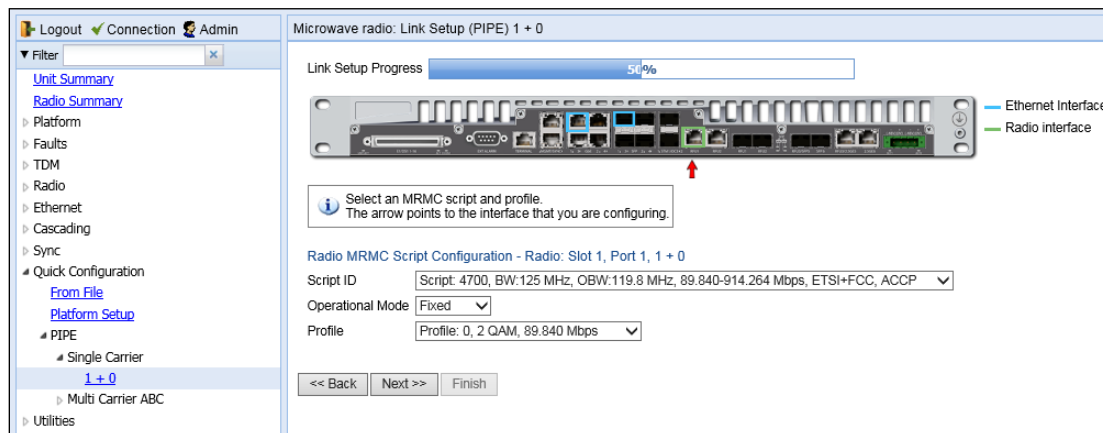 Logout Connection Admin
Filter
Unit Summary
Radio Summary
Platform
Faults
TDM
Radio
Ethernet
Cascading
Sync
Quick Configuration
From File
Platform Setup
PIPE
Single Carrier
1 + 0
Multi Carrier ABC
Utilities
Microwave radio: Link Setup (PIPE) 1 + 0
Link Setup Progress 50%
Ethernet Interface
Radio interface
Select an MRMC script and profile.
The arrow points to the interface that you are configuring.
Radio MRMC Script Configuration - Radio: Slot 1, Port 1, 1 + 0
Script ID Script: 4700, BW:125 MHz, OBW:119.8 MHz, 89.840-914.264 Mbps, ETSI+FCC, ACCP
Operational Mode Fixed
Profile Profile: 0, 2 QAM, 89.840 Mbps
<< Back Next >> Finish